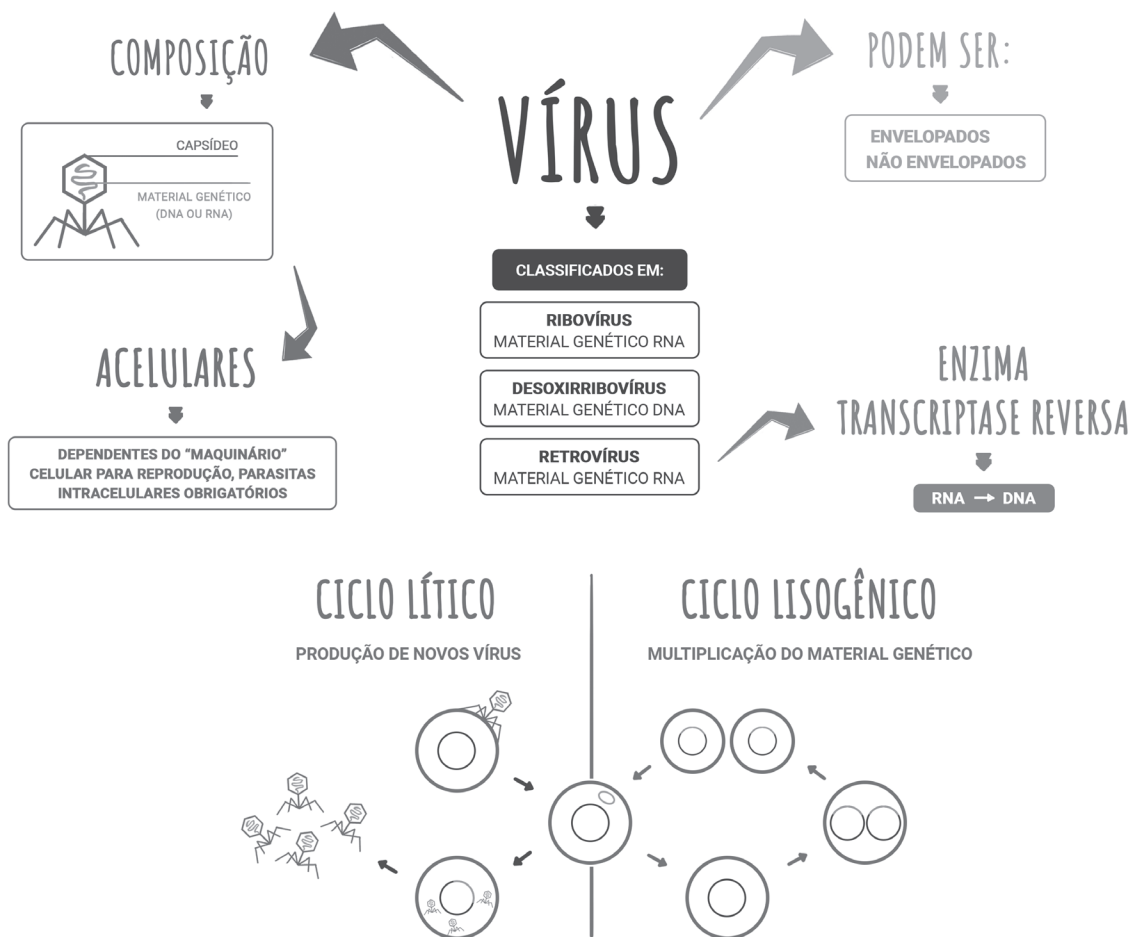 COMPOSIÇÃO
CAPSÍDEO
MATERIAL GENÉTICO
(DNA OU RNA)
ACELULARES
DEPENDENTES DO “MAQUINÁRIO”
CELULAR PARA REPRODUÇÃO, PARASITAS
INTRACELULARES OBRIGATÓRIOS
VÍRUS
CLASSIFICADOS EM:
RIBOVÍRUS
MATERIAL GENÉTICO RNA
DESOXIRRIBOVÍRUS
MATERIAL GENÉTICO DNA
RETROVÍRUS
MATERIAL GENÉTICO RNA
PODEM SER:
ENVELOPADOS
NÃO ENVELOPADOS
ENZIMA
TRANSCRIPTASE REVERSA
RNA → DNA
CICLO LÍTICO
PRODUÇÃO DE NOVOS VÍRUS
CICLO LISOGÊNICO
MULTIPLICAÇÃO DO MATERIAL GENÉTICO